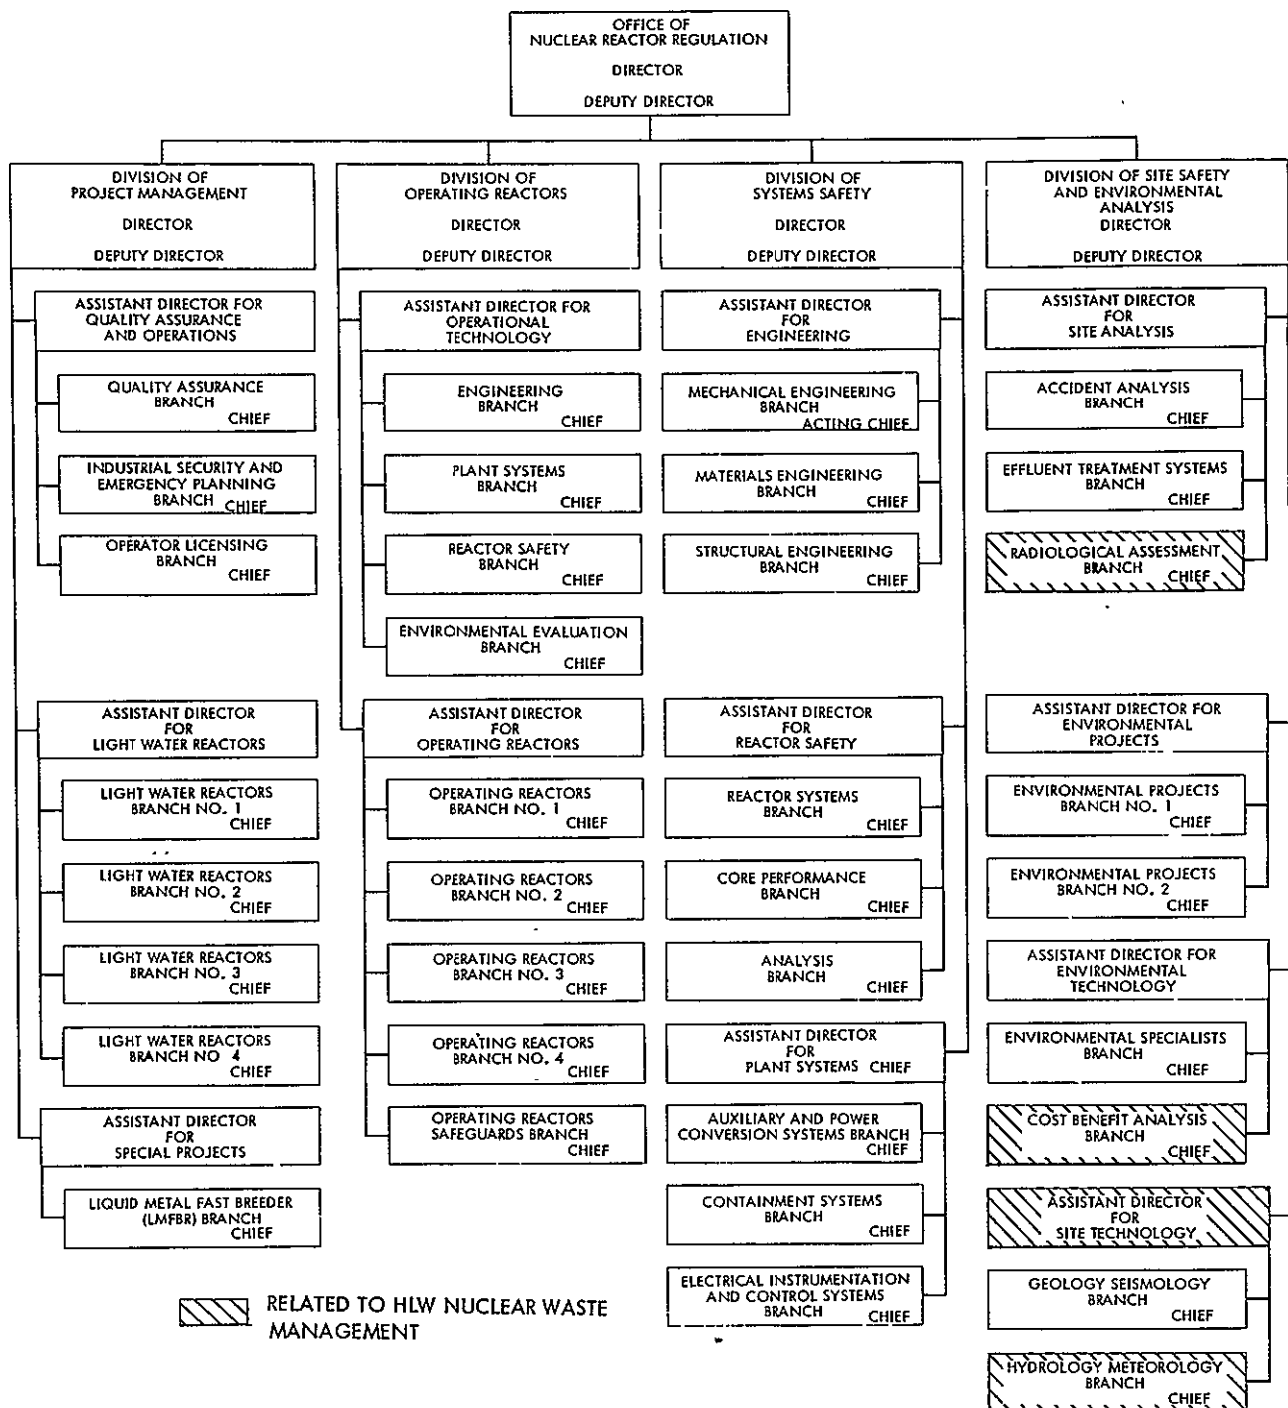 OFFICE OF
NUCLEAR REACTOR REGULATION
DIRECTOR
DEPUTY DIRECTOR
DIVISION OF
PROJECT MANAGEMENT
DIRECTOR
DEPUTY DIRECTOR
ASSISTANT DIRECTOR FOR
QUALITY ASSURANCE
AND OPERATIONS
QUALITY ASSURANCE
BRANCH
CHIEF
INDUSTRIAL SECURITY AND
EMERGENCY PLANNING
BRANCH CHIEF
OPERATOR LICENSING
BRANCH
CHIEF
ASSISTANT DIRECTOR
FOR
LIGHT WATER REACTORS
LIGHT WATER REACTORS
BRANCH NO. 1
CHIEF
LIGHT WATER REACTORS
BRANCH NO. 2
CHIEF
LIGHT WATER REACTORS
BRANCH NO. 3
CHIEF
LIGHT WATER REACTORS
BRANCH NO 4
CHIEF
ASSISTANT DIRECTOR
FOR
SPECIAL PROJECTS
LIQUID METAL FAST BREEDER
(LMFBR) BRANCH
CHIEF
DIVISION OF
OPERATING REACTORS
DIRECTOR
DEPUTY DIRECTOR
ASSISTANT DIRECTOR FOR
OPERATIONAL
TECHNOLOGY
ENGINEERING
BRANCH
CHIEF
PLANT SYSTEMS
BRANCH
CHIEF
REACTOR SAFETY
BRANCH
CHIEF
ENVIRONMENTAL EVALUATION
BRANCH
CHIEF
ASSISTANT DIRECTOR
FOR
OPERATING REACTORS
OPERATING REACTORS
BRANCH NO. 1
CHIEF
OPERATING REACTORS
BRANCH NO. 2
CHIEF
OPERATING REACTORS
BRANCH NO. 3
CHIEF
OPERATING REACTORS
BRANCH NO. 4
CHIEF
OPERATING REACTORS
SAFEGUARDS BRANCH
CHIEF
DIVISION OF
SYSTEMS SAFETY
DIRECTOR
DEPUTY DIRECTOR
ASSISTANT DIRECTOR
FOR
ENGINEERING
MECHANICAL ENGINEERING
BRANCH
ACTING CHIEF
MATERIALS ENGINEERING
BRANCH
CHIEF
STRUCTURAL ENGINEERING
BRANCH
CHIEF
ASSISTANT DIRECTOR
FOR
REACTOR SAFETY
REACTOR SYSTEMS
BRANCH
CHIEF
CORE PERFORMANCE
BRANCH
CHIEF
ANALYSIS
BRANCH
CHIEF
ASSISTANT DIRECTOR
FOR
PLANT SYSTEMS CHIEF
AUXILIARY AND POWER
CONVERSION SYSTEMS BRANCH
CHIEF
CONTAINMENT SYSTEMS
BRANCH
CHIEF
ELECTRICAL INSTRUMENTATION
AND CONTROL SYSTEMS
BRANCH
CHIEF
DIVISION OF SITE SAFETY
AND ENVIRONMENTAL
ANALYSIS
DIRECTOR
DEPUTY DIRECTOR
ASSISTANT DIRECTOR
FOR
SITE ANALYSIS
ACCIDENT ANALYSIS
BRANCH
CHIEF
EFFLUENT TREATMENT SYSTEMS
BRANCH
CHIEF
RADIOLOGICAL ASSESSMENT
BRANCH
CHIEF
ASSISTANT DIRECTOR FOR
ENVIRONMENTAL
PROJECTS
ENVIRONMENTAL PROJECTS
BRANCH NO. 1
CHIEF
ENVIRONMENTAL PROJECTS
BRANCH NO. 2
CHIEF
ASSISTANT DIRECTOR FOR
ENVIRONMENTAL
TECHNOLOGY
ENVIRONMENTAL SPECIALISTS
BRANCH
CHIEF
COST BENEFIT ANALYSIS
BRANCH
CHIEF
ASSISTANT DIRECTOR
FOR
SITE TECHNOLOGY
GEOLOGY SEISMOLOGY
BRANCH
CHIEF
HYDROLOGY METEOROLOGY
BRANCH
CHIEF
RELATED TO HLW NUCLEAR WASTE
MANAGEMENT